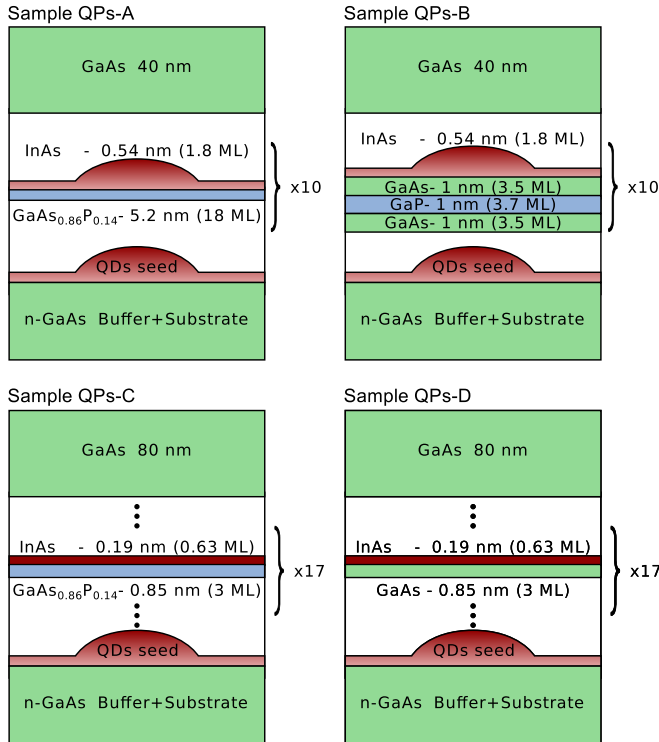 Sample QPs-A
GaAs 40 nm
InAs - 0.54 nm (1.8 ML)
x10
GaAs0.86P0.14- 5.2 nm (18 ML)
QDs seed
n-GaAs Buffer+Substrate
Sample QPs-B
GaAs 40 nm
InAs - 0.54 nm (1.8 ML)
GaAs- 1 nm (3.5 ML)
x10
GaP- 1 nm (3.7 ML)
GaAs- 1 nm (3.5 ML)
QDs seed
n-GaAs Buffer+Substrate
Sample QPs-C
GaAs 80 nm
InAs - 0.19 nm (0.63 ML)
x17
GaAs0.86P0.14- 0.85 nm (3 ML)
QDs seed
n-GaAs Buffer+Substrate
Sample QPs-D
GaAs 80 nm
InAs - 0.19 nm (0.63 ML)
x17
GaAs - 0.85 nm (3 ML)
QDs seed
n-GaAs Buffer+Substrate